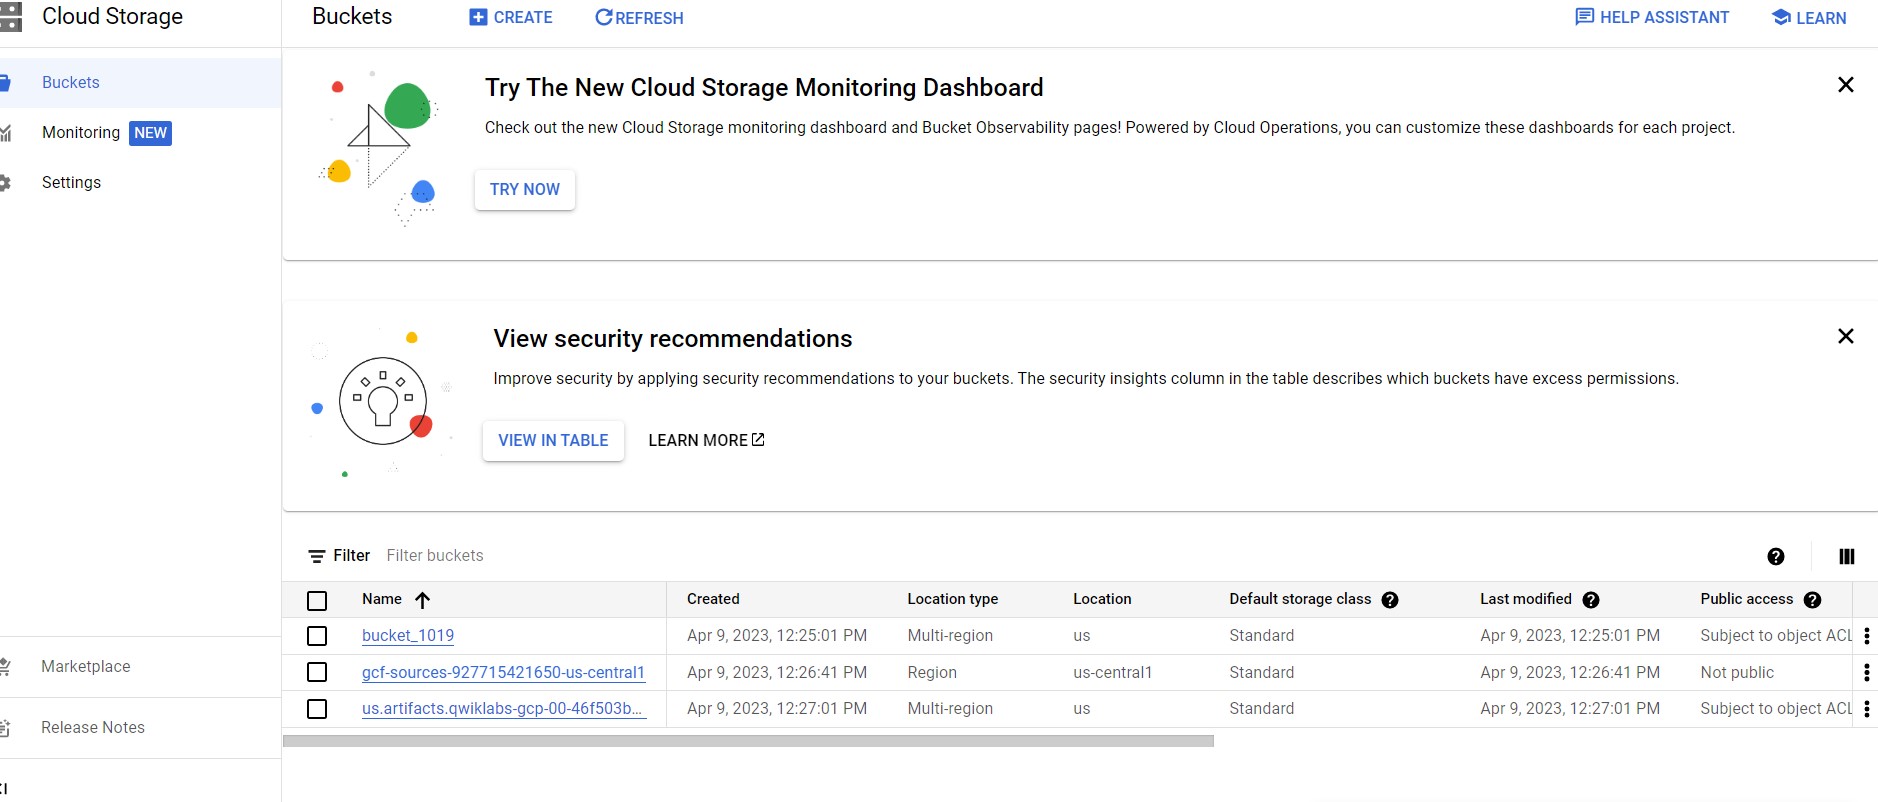 Cloud Storage
Buckets
Monitoring NEW
Settings
Marketplace
Release Notes
Buckets CREATE REFRESH HELP ASSISTANT LEARN
Try The New Cloud Storage Monitoring Dashboard
Check out the new Cloud Storage monitoring dashboard and Bucket Observability pages! Powered by Cloud Operations, you can customize these dashboards for each project.
TRY NOW
View security recommendations
Improve security by applying security recommendations to your buckets. The security insights column in the table describes which buckets have excess permissions.
VIEW IN TABLE LEARN MORE
Filter Filter buckets
Name Created Location type Location Default storage class Last modified Public access
bucket_1019 Apr 9, 2023, 12:25:01 PM Multi-region us Standard Apr 9, 2023, 12:25:01 PM Subject to object ACL
gcf-sources-927715421650-us-central1 Apr 9, 2023, 12:26:41 PM Region us-central1 Standard Apr 9, 2023, 12:26:41 PM Not public
us.artifacts.qwiklabs-gcp-00-46f503b... Apr 9, 2023, 12:27:01 PM Multi-region us Standard Apr 9, 2023, 12:27:01 PM Subject to object ACL